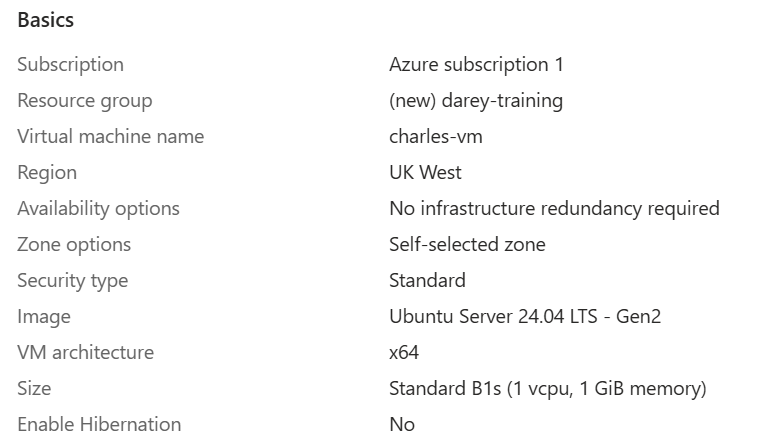 Basics
Subscription Azure subscription 1
Resource group (new) darey-training
Virtual machine name charles-vm
Region UK West
Availability options No infrastructure redundancy required
Zone options Self-selected zone
Security type Standard
Image Ubuntu Server 24.04 LTS - Gen2
VM architecture x64
Size Standard B1s (1 vcpu, 1 GiB memory)
Enable Hibernation No